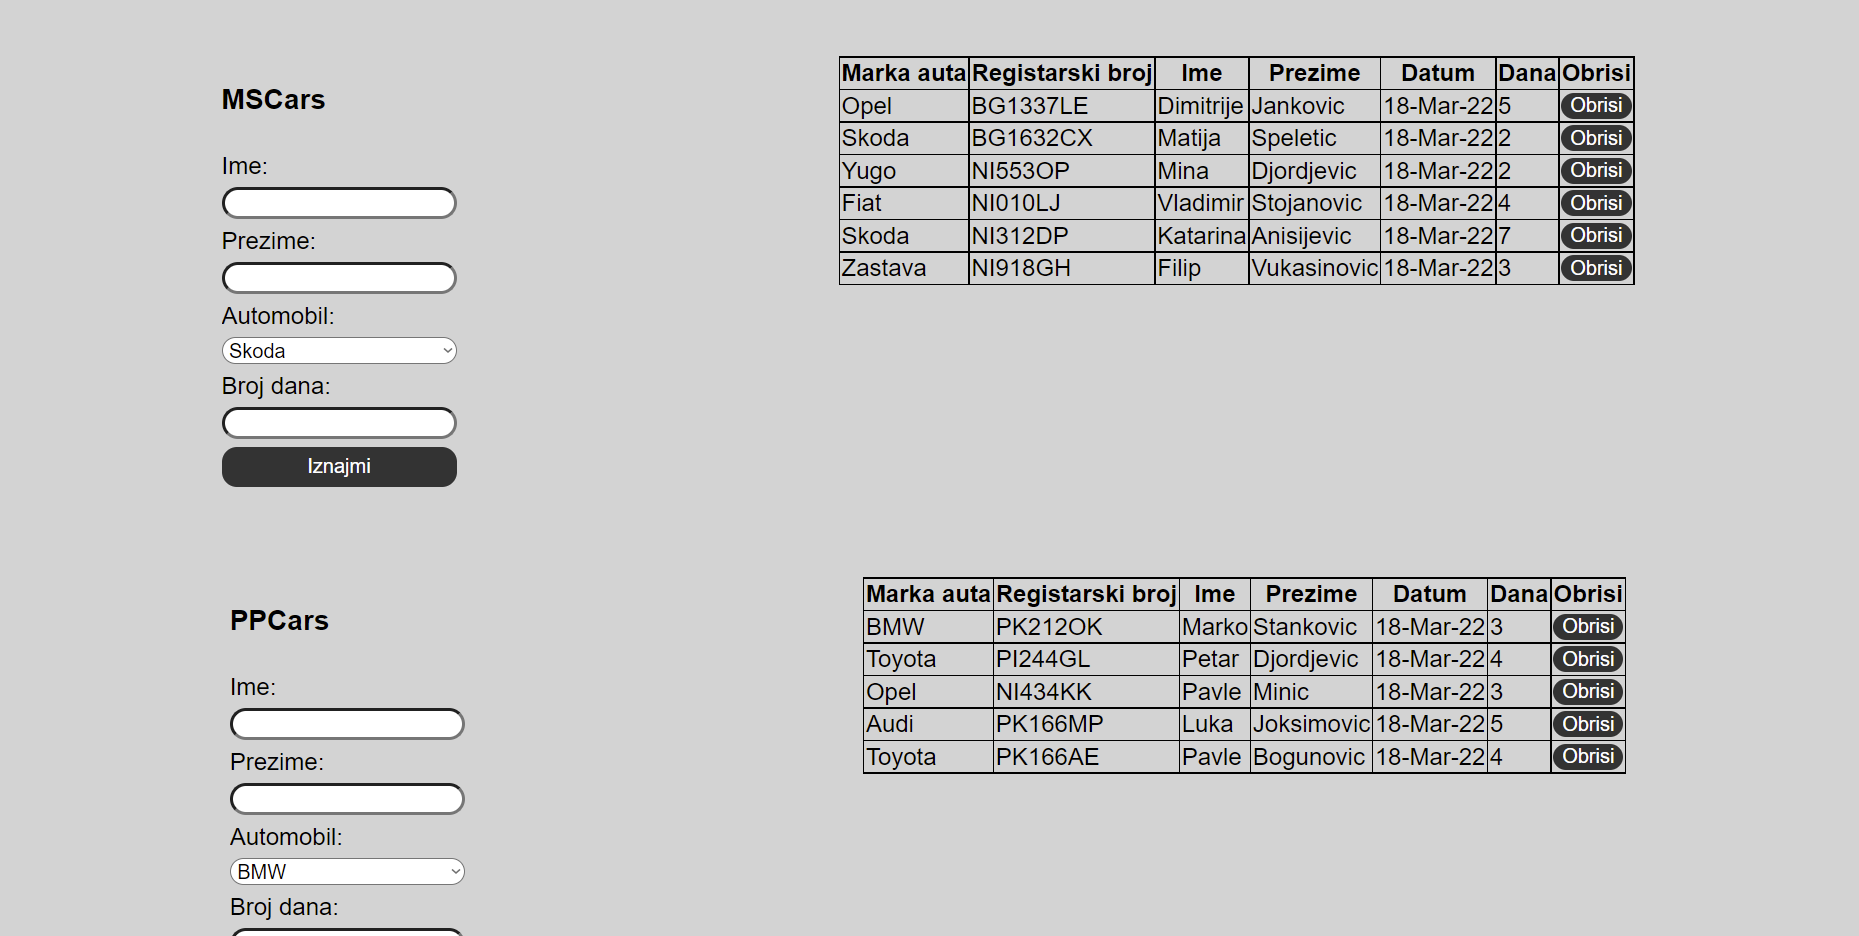 MSCars
Ime:
Prezime:
Automobil:
Skoda
Broj dana:
Iznajmi
Marka auta Registarski broj Ime Prezime Datum Dana Obrisi
Opel BG1337LE Dimitrije Jankovic 18-Mar-22 5 Obrisi
Skoda BG1632CX Matija Speletic 18-Mar-22 2 Obrisi
Yugo NI553OP Mina Djordjevic 18-Mar-22 2 Obrisi
Fiat NI010LJ Vladimir Stojanovic 18-Mar-22 4 Obrisi
Skoda NI312DP Katarina Anisijevic 18-Mar-22 7 Obrisi
Zastava NI918GH Filip Vukasinovic 18-Mar-22 3 Obrisi
PPCars
Ime:
Prezime:
Automobil:
BMW
Broj dana:
Marka auta Registarski broj Ime Prezime Datum Dana Obrisi
BMW PK212OK Marko Stankovic 18-Mar-22 3 Obrisi
Toyota PI244GL Petar Djordjevic 18-Mar-22 4 Obrisi
Opel NI434KK Pavle Minic 18-Mar-22 3 Obrisi
Audi PK166MP Luka Joksimovic 18-Mar-22 5 Obrisi
Toyota PK166AE Pavle Bogunovic 18-Mar-22 4 Obrisi